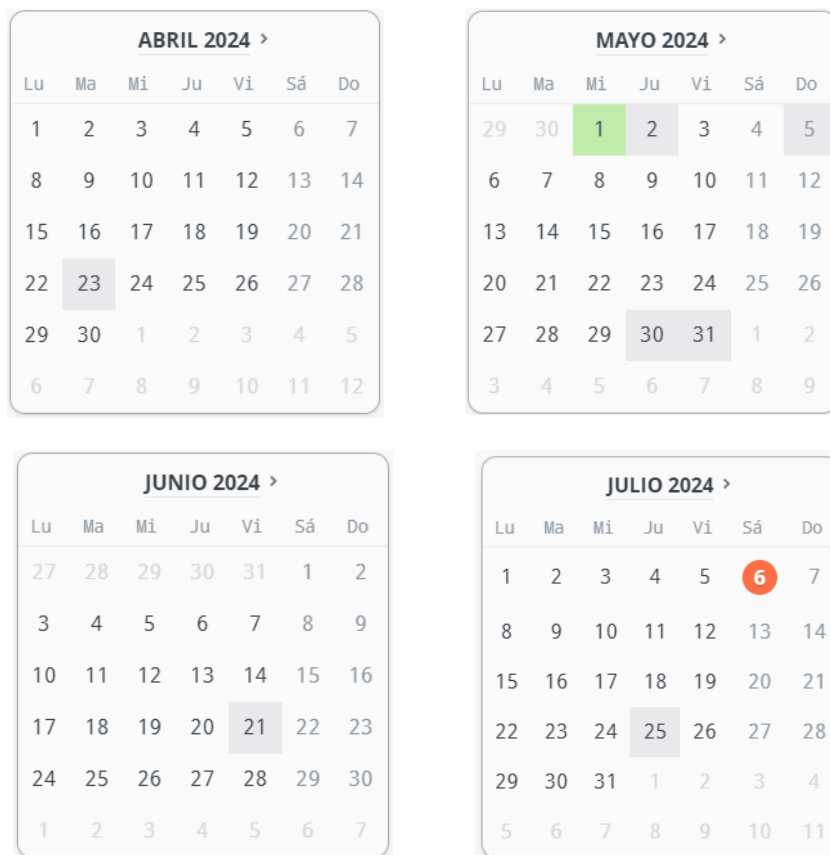 ABRIL 2024 >
Lu Ma Mi Ju Vi Sá Do
1 2 3 4 5 6 7
8 9 10 11 12 13 14
15 16 17 18 19 20 21
22 23 24 25 26 27 28
29 30 1 2 3 4 5
6 7 8 9 10 11 12
MAYO 2024 >
Lu Ma Mi Ju Vi Sá Do
29 30 1 2 3 4 5
6 7 8 9 10 11 12
13 14 15 16 17 18 19
20 21 22 23 24 25 26
27 28 29 30 31 1 2
3 4 5 6 7 8 9
JUNIO 2024 >
Lu Ma Mi Ju Vi Sá Do
27 28 29 30 31 1 2
3 4 5 6 7 8 9
10 11 12 13 14 15 16
17 18 19 20 21 22 23
24 25 26 27 28 29 30
1 2 3 4 5 6 7
JULIO 2024 >
Lu Ma Mi Ju Vi Sá Do
1 2 3 4 5 6 7
8 9 10 11 12 13 14
15 16 17 18 19 20 21
22 23 24 25 26 27 28
29 30 31 1 2 3 4
5 6 7 8 9 10 11